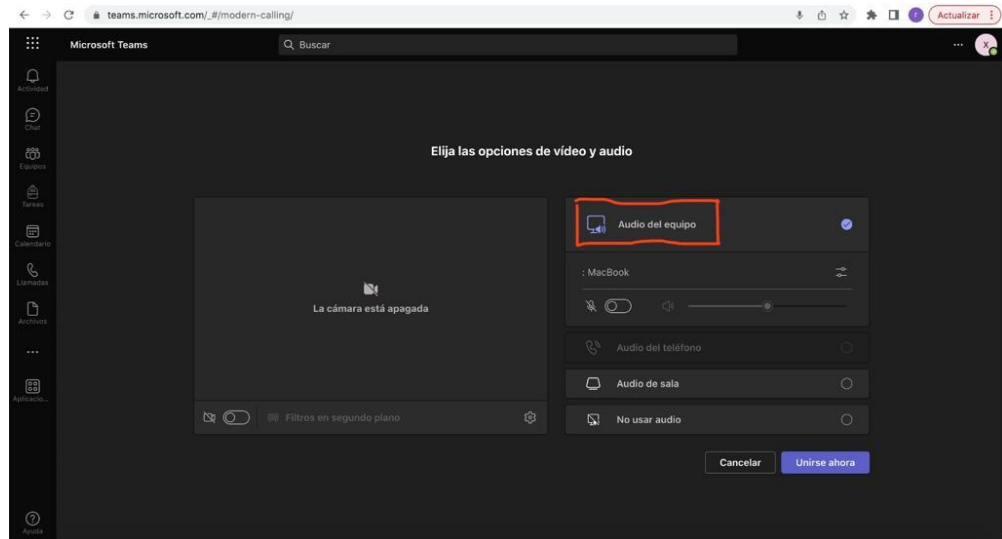 teams.microsoft.com/_#/modern-calling/
Actualizar
Microsoft Teams
Buscar
X
Actividad
Chat
Equipos
Tareas
Calendario
Llamadas
Archivos
Aplicacio...
Ayuda
Elija las opciones de vídeo y audio
La cámara está apagada
Filtros en segundo plano
Audio del equipo
: MacBook
Audio del teléfono
Audio de sala
No usar audio
Cancelar
Unirse ahora